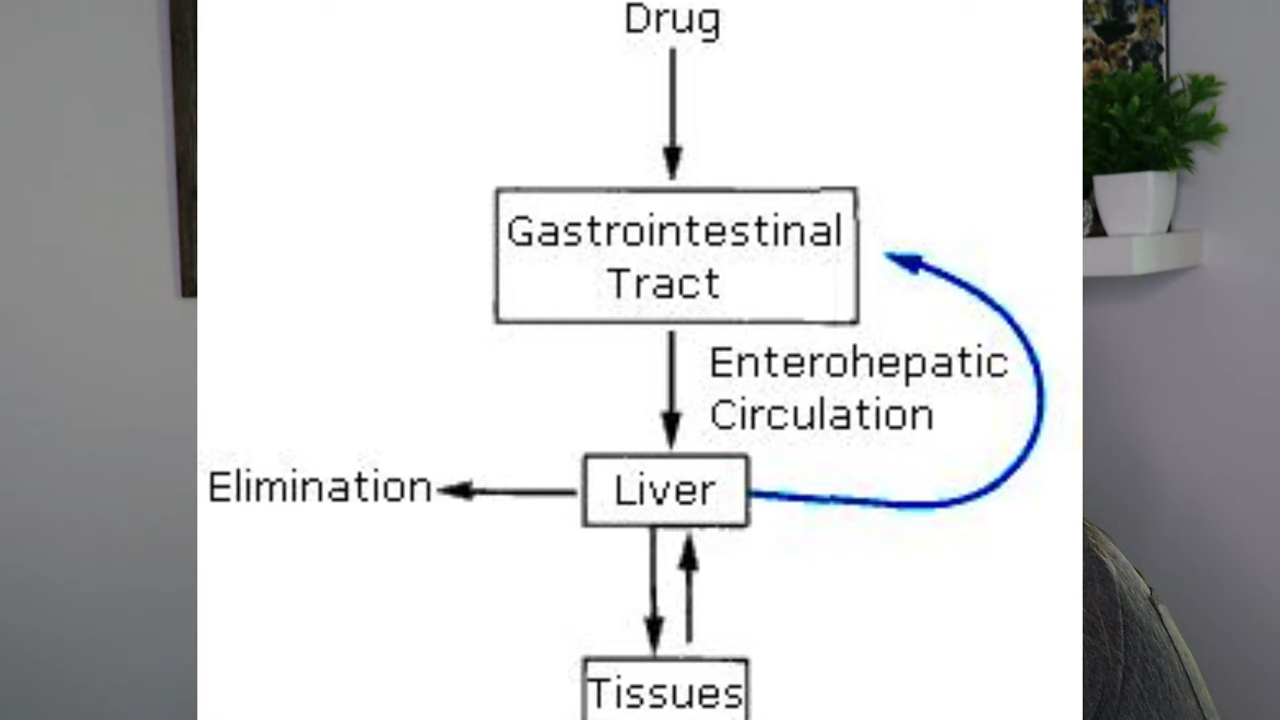 Drug
Gastrointestinal
Tract
Enterohepatic
Circulation
Elimination
Liver
Tissues